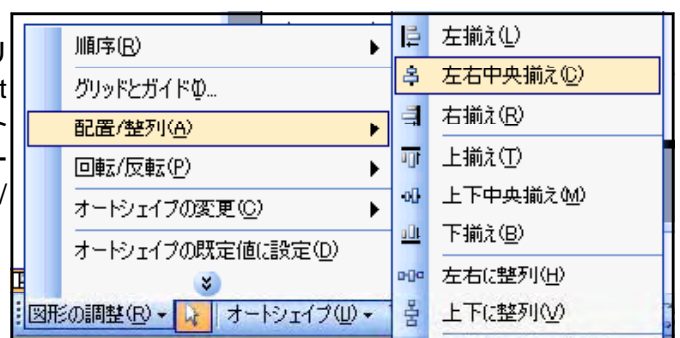 順序(R)
グリッドとガイド(I)...
配置/整列(A)
回転/反転(P)
オートシェイプの変更(C)
オートシェイプの既定値に設定(D)
図形の調整(R)
オートシェイプ(U)
左揃え(L)
左右中央揃え(C)
右揃え(R)
上揃え(T)
上下中央揃え(M)
下揃え(B)
左右に整列(H)
上下に整列(V)